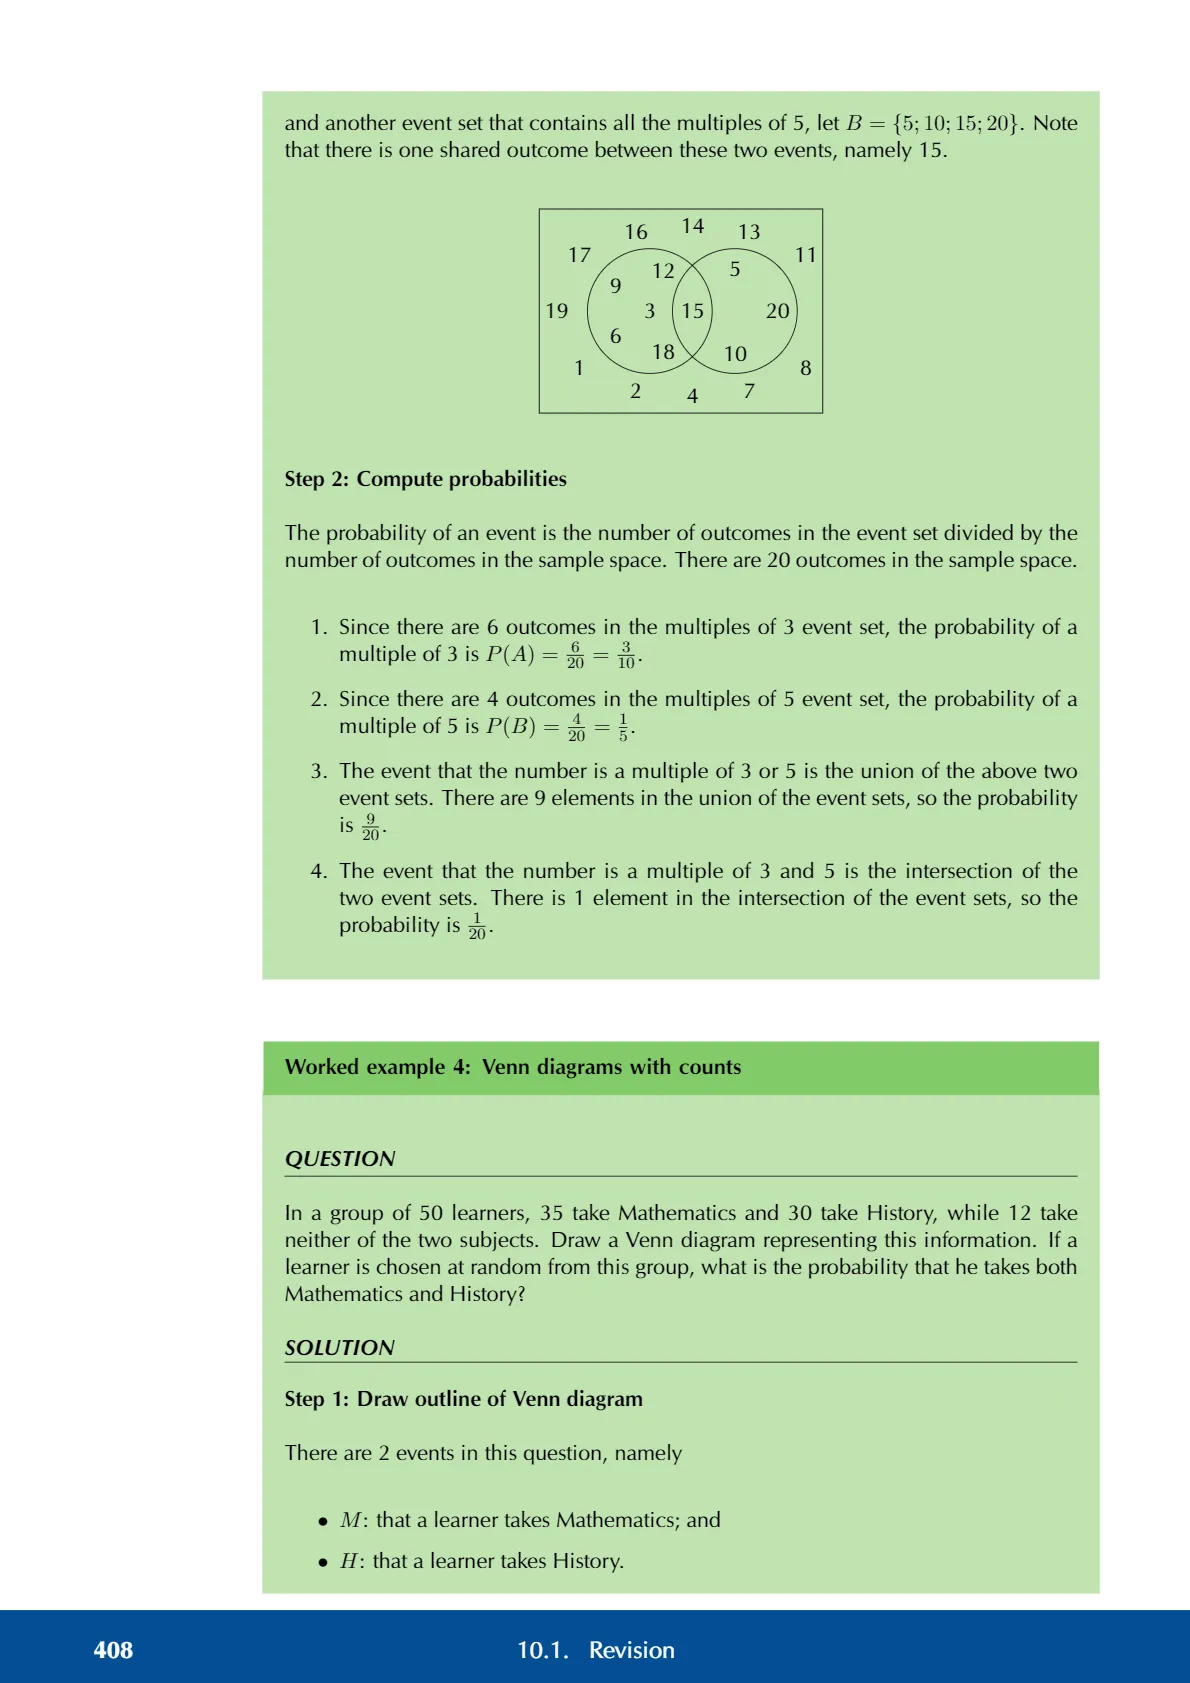 and another event set that contains all the multiples of 5, let B = {5; 10; 15; 20}. Note
that there is one shared outcome between these two events, namely 15.
16 14 13
17 11
12 5
9
19 3 15 20
6
18 10
1 8
2 4 7
Step 2: Compute probabilities
The probability of an event is the number of outcomes in the event set divided by the
number of outcomes in the sample space. There are 20 outcomes in the sample space.
1. Since there are 6 outcomes in the multiples of 3 event set, the probability of a
multiple of 3 is P(A) = 6/20 = 3/10.
2. Since there are 4 outcomes in the multiples of 5 event set, the probability of a
multiple of 5 is P(B) = 4/20 = 1/5.
3. The event that the number is a multiple of 3 or 5 is the union of the above two
event sets. There are 9 elements in the union of the event sets, so the probability
is 9/20.
4. The event that the number is a multiple of 3 and 5 is the intersection of the
two event sets. There is 1 element in the intersection of the event sets, so the
probability is 1/20.
Worked example 4: Venn diagrams with counts
QUESTION
In a group of 50 learners, 35 take Mathematics and 30 take History, while 12 take
neither of the two subjects. Draw a Venn diagram representing this information. If a
learner is chosen at random from this group, what is the probability that he takes both
Mathematics and History?
SOLUTION
Step 1: Draw outline of Venn diagram
There are 2 events in this question, namely
• M: that a learner takes Mathematics; and
• H: that a learner takes History.
408 10.1. Revision